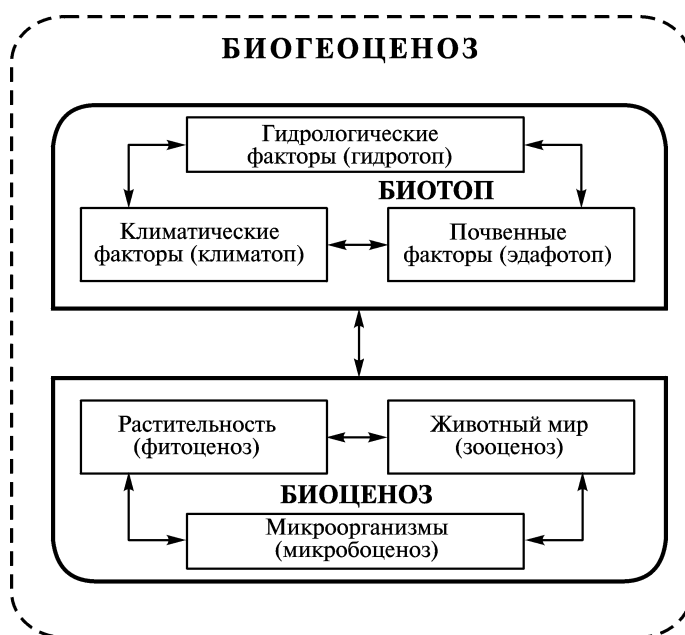 БИОГЕОЦЕНОЗ
Гидрологические
факторы (гидротоп)
БИОТОП
Климатические
факторы (климатоп)
Почвенные
факторы (эдафотоп)
Растительность
(фитоценоз)
Животный мир
(зооценоз)
БИОЦЕНОЗ
Микроорганизмы
(микробоценоз)